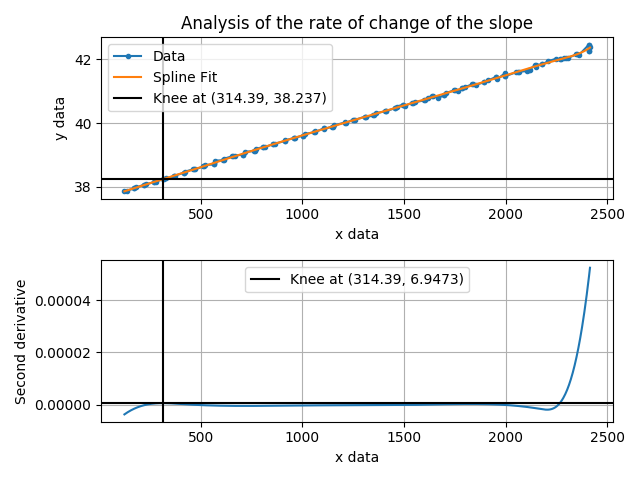 Analysis of the rate of change of the slope
42
40
38
y data
Data
Spline Fit
Knee at (314.39, 38.237)
500
1000
1500
2000
2500
x data
0.00004
0.00002
0.00000
Second derivative
Knee at (314.39, 6.9473)
500
1000
1500
2000
2500
x data